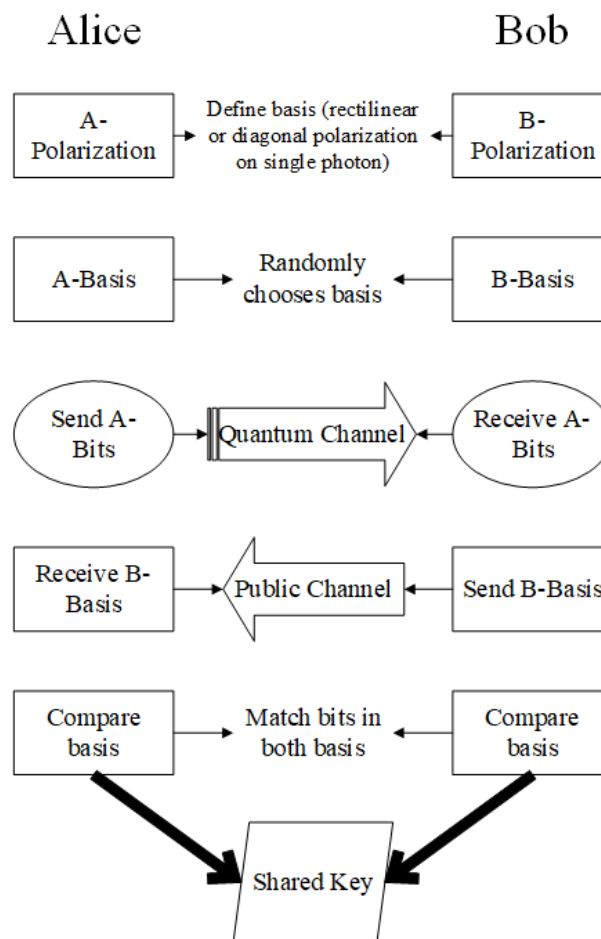 Alice
Bob
A-
Polarization
Define basis (rectilinear
or diagonal polarization
on single photon)
B-
Polarization
A-Basis
Randomly
chooses basis
B-Basis
Send A-
Bits
Quantum Channel
Receive A-
Bits
Receive B-
Basis
Public Channel
Send B-Basis
Compare
basis
Match bits in
both basis
Compare
basis
Shared Key